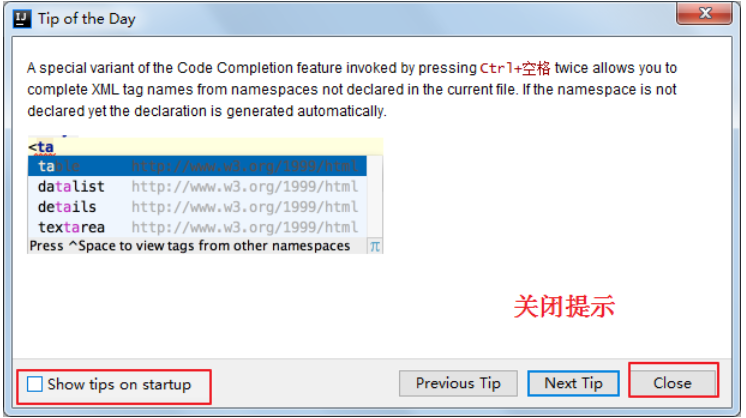 Tip of the Day
A special variant of the Code Completion feature invoked by pressing Ctrl+空格 twice allows you to
complete XML tag names from namespaces not declared in the current file. If the namespace is not
declared yet the declaration is generated automatically.
<ta
table http://www.w3.org/1999/html
datalist http://www.w3.org/1999/html
details http://www.w3.org/1999/html
textarea http://www.w3.org/1999/html
Press ^Space to view tags from other namespaces π
关闭提示
Show tips on startup Previous Tip Next Tip Close